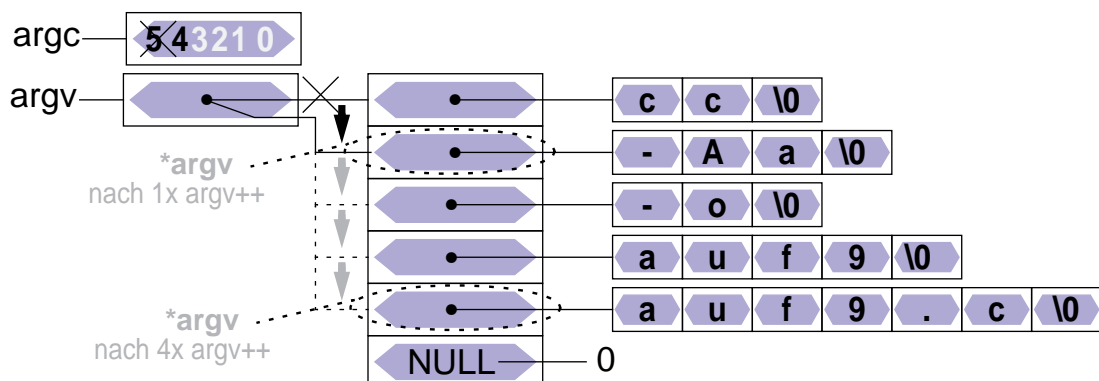 argc 5 4 3 2 1 0
argv c c \0
*argv - A a \0
nach 1x argv++
- o \0
a u f 9 \0
*argv a u f 9 . c \0
nach 4x argv++
NULL 0